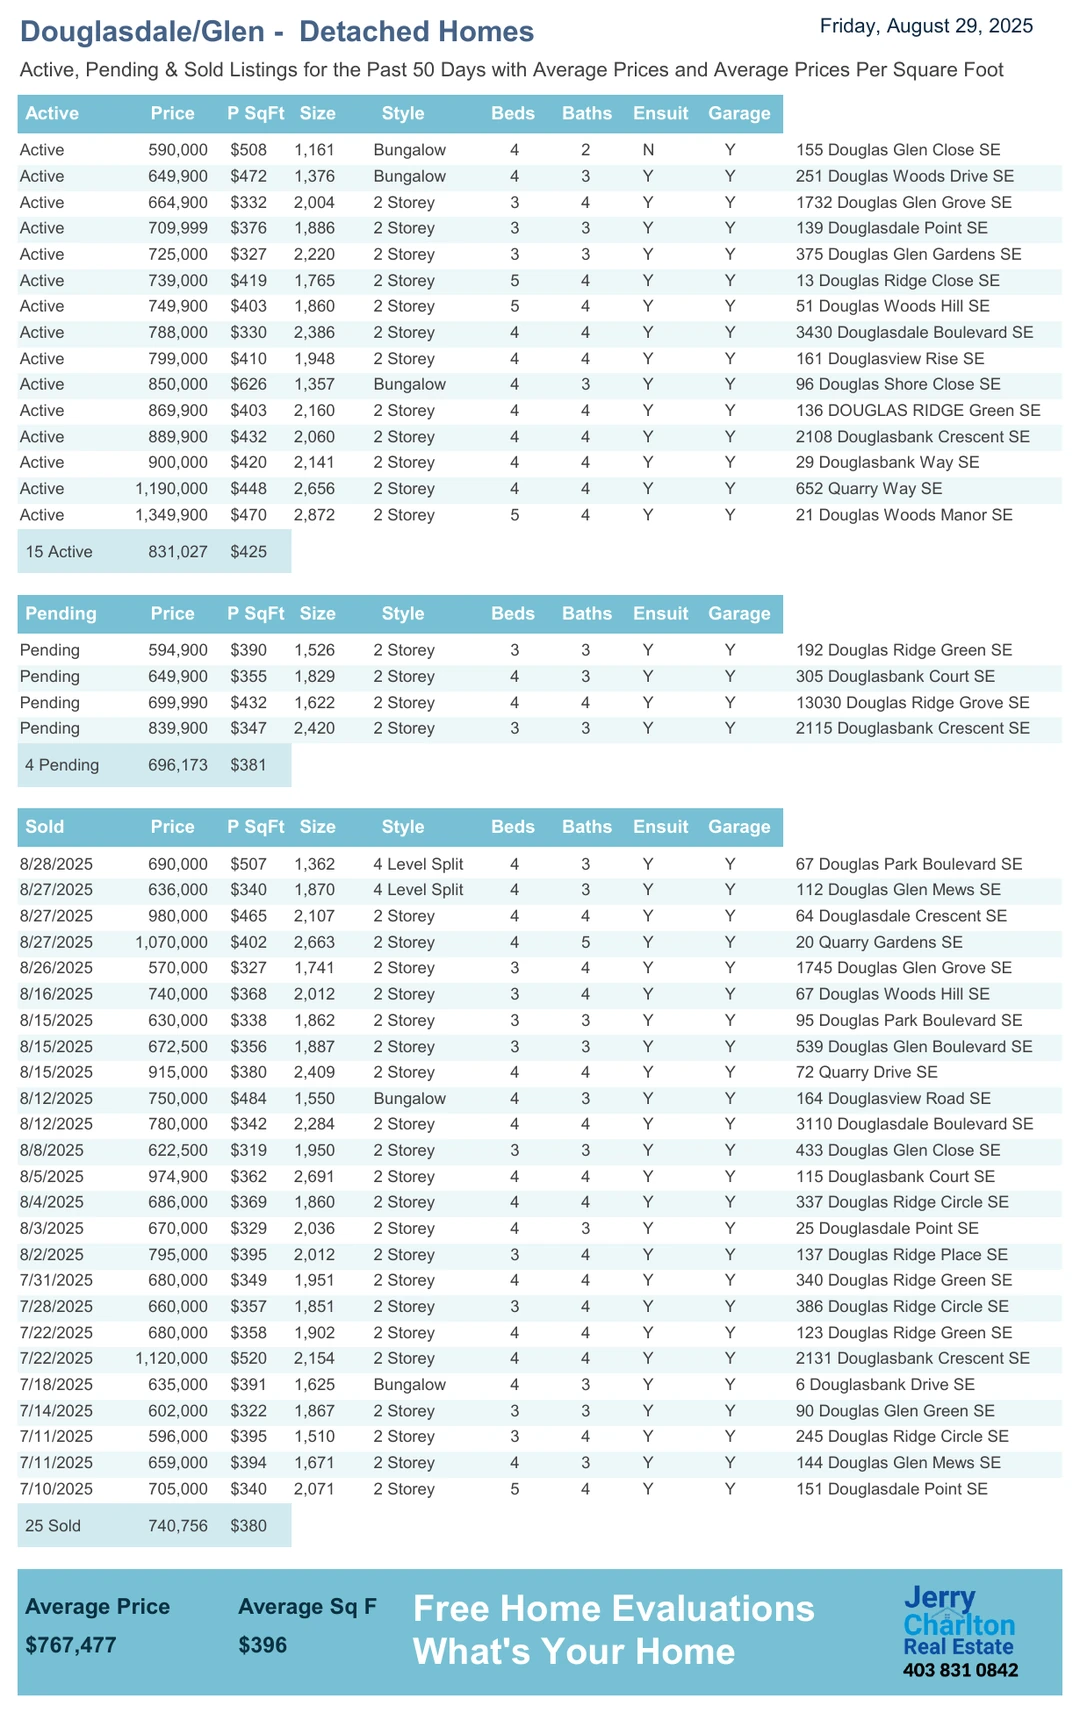 Douglasdale/Glen - Detached Homes
Friday, August 29, 2025
Active, Pending & Sold Listings for the Past 50 Days with Average Prices and Average Prices Per Square Foot
Active Price P SqFt Size Style Beds Baths Ensuit Garage
Active 590,000 $508 1,161 Bungalow 4 2 N Y 155 Douglas Glen Close SE
Active 649,900 $472 1,376 Bungalow 4 3 Y Y 251 Douglas Woods Drive SE
Active 664,900 $332 2,004 2 Storey 3 4 Y Y 1732 Douglas Glen Grove SE
Active 709,999 $376 1,886 2 Storey 3 3 Y Y 139 Douglasdale Point SE
Active 725,000 $327 2,220 2 Storey 3 3 Y Y 375 Douglas Glen Gardens SE
Active 739,000 $419 1,765 2 Storey 5 4 Y Y 13 Douglas Ridge Close SE
Active 749,900 $403 1,860 2 Storey 5 4 Y Y 51 Douglas Woods Hill SE
Active 788,000 $330 2,386 2 Storey 4 4 Y Y 3430 Douglasdale Boulevard SE
Active 799,000 $410 1,948 2 Storey 4 4 Y Y 161 Douglasview Rise SE
Active 850,000 $626 1,357 Bungalow 4 3 Y Y 96 Douglas Shore Close SE
Active 869,900 $403 2,160 2 Storey 4 4 Y Y 136 DOUGLAS RIDGE Green SE
Active 889,900 $432 2,060 2 Storey 4 4 Y Y 2108 Douglasbank Crescent SE
Active 900,000 $420 2,141 2 Storey 4 4 Y Y 29 Douglasbank Way SE
Active 1,190,000 $448 2,656 2 Storey 4 4 Y Y 652 Quarry Way SE
Active 1,349,900 $470 2,872 2 Storey 5 4 Y Y 21 Douglas Woods Manor SE
15 Active 831,027 $425
Pending Price P SqFt Size Style Beds Baths Ensuit Garage
Pending 594,900 $390 1,526 2 Storey 3 3 Y Y 192 Douglas Ridge Green SE
Pending 649,900 $355 1,829 2 Storey 4 3 Y Y 305 Douglasbank Court SE
Pending 699,990 $432 1,622 2 Storey 4 4 Y Y 13030 Douglas Ridge Grove SE
Pending 839,900 $347 2,420 2 Storey 3 3 Y Y 2115 Douglasbank Crescent SE
4 Pending 696,173 $381
Sold Price P SqFt Size Style Beds Baths Ensuit Garage
8/28/2025 690,000 $507 1,362 4 Level Split 4 3 Y Y 67 Douglas Park Boulevard SE
8/27/2025 636,000 $340 1,870 4 Level Split 4 3 Y Y 112 Douglas Glen Mews SE
8/27/2025 980,000 $465 2,107 2 Storey 4 4 Y Y 64 Douglasdale Crescent SE
8/27/2025 1,070,000 $402 2,663 2 Storey 4 5 Y Y 20 Quarry Gardens SE
8/26/2025 570,000 $327 1,741 2 Storey 3 4 Y Y 1745 Douglas Glen Grove SE
8/16/2025 740,000 $368 2,012 2 Storey 3 4 Y Y 67 Douglas Woods Hill SE
8/15/2025 630,000 $338 1,862 2 Storey 3 3 Y Y 95 Douglas Park Boulevard SE
8/15/2025 672,500 $356 1,887 2 Storey 3 3 Y Y 539 Douglas Glen Boulevard SE
8/15/2025 915,000 $380 2,409 2 Storey 4 4 Y Y 72 Quarry Drive SE
8/12/2025 750,000 $484 1,550 Bungalow 4 3 Y Y 164 Douglasview Road SE
8/12/2025 780,000 $342 2,284 2 Storey 4 4 Y Y 3110 Douglasdale Boulevard SE
8/8/2025 622,500 $319 1,950 2 Storey 3 3 Y Y 433 Douglas Glen Close SE
8/5/2025 974,900 $362 2,691 2 Storey 4 4 Y Y 115 Douglasbank Court SE
8/4/2025 686,000 $369 1,860 2 Storey 4 4 Y Y 337 Douglas Ridge Circle SE
8/3/2025 670,000 $329 2,036 2 Storey 4 3 Y Y 25 Douglasdale Point SE
8/2/2025 795,000 $395 2,012 2 Storey 3 4 Y Y 137 Douglas Ridge Place SE
7/31/2025 680,000 $349 1,951 2 Storey 4 4 Y Y 340 Douglas Ridge Green SE
7/28/2025 660,000 $357 1,851 2 Storey 3 4 Y Y 386 Douglas Ridge Circle SE
7/22/2025 680,000 $358 1,902 2 Storey 4 4 Y Y 123 Douglas Ridge Green SE
7/22/2025 1,120,000 $520 2,154 2 Storey 4 4 Y Y 2131 Douglasbank Crescent SE
7/18/2025 635,000 $391 1,625 Bungalow 4 3 Y Y 6 Douglasbank Drive SE
7/14/2025 602,000 $322 1,867 2 Storey 3 3 Y Y 90 Douglas Glen Green SE
7/11/2025 596,000 $395 1,510 2 Storey 3 4 Y Y 245 Douglas Ridge Circle SE
7/11/2025 659,000 $394 1,671 2 Storey 4 3 Y Y 144 Douglas Glen Mews SE
7/10/2025 705,000 $340 2,071 2 Storey 5 4 Y Y 151 Douglasdale Point SE
25 Sold 740,756 $380
Average Price Average Sq F
$767,477 $396
Free Home Evaluations
What's Your Home
Jerry
Charlton
Real Estate
403 831 0842